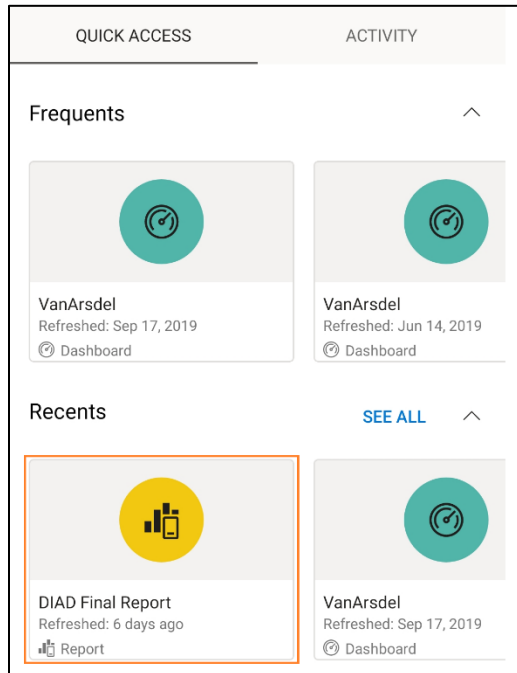 QUICK ACCESS
ACTIVITY
Frequents
VanArsdel
Refreshed: Sep 17, 2019
Dashboard
VanArsdel
Refreshed: Jun 14, 2019
Dashboard
Recents
SEE ALL
DIAD Final Report
Refreshed: 6 days ago
Report
VanArsdel
Refreshed: Sep 17, 2019
Dashboard